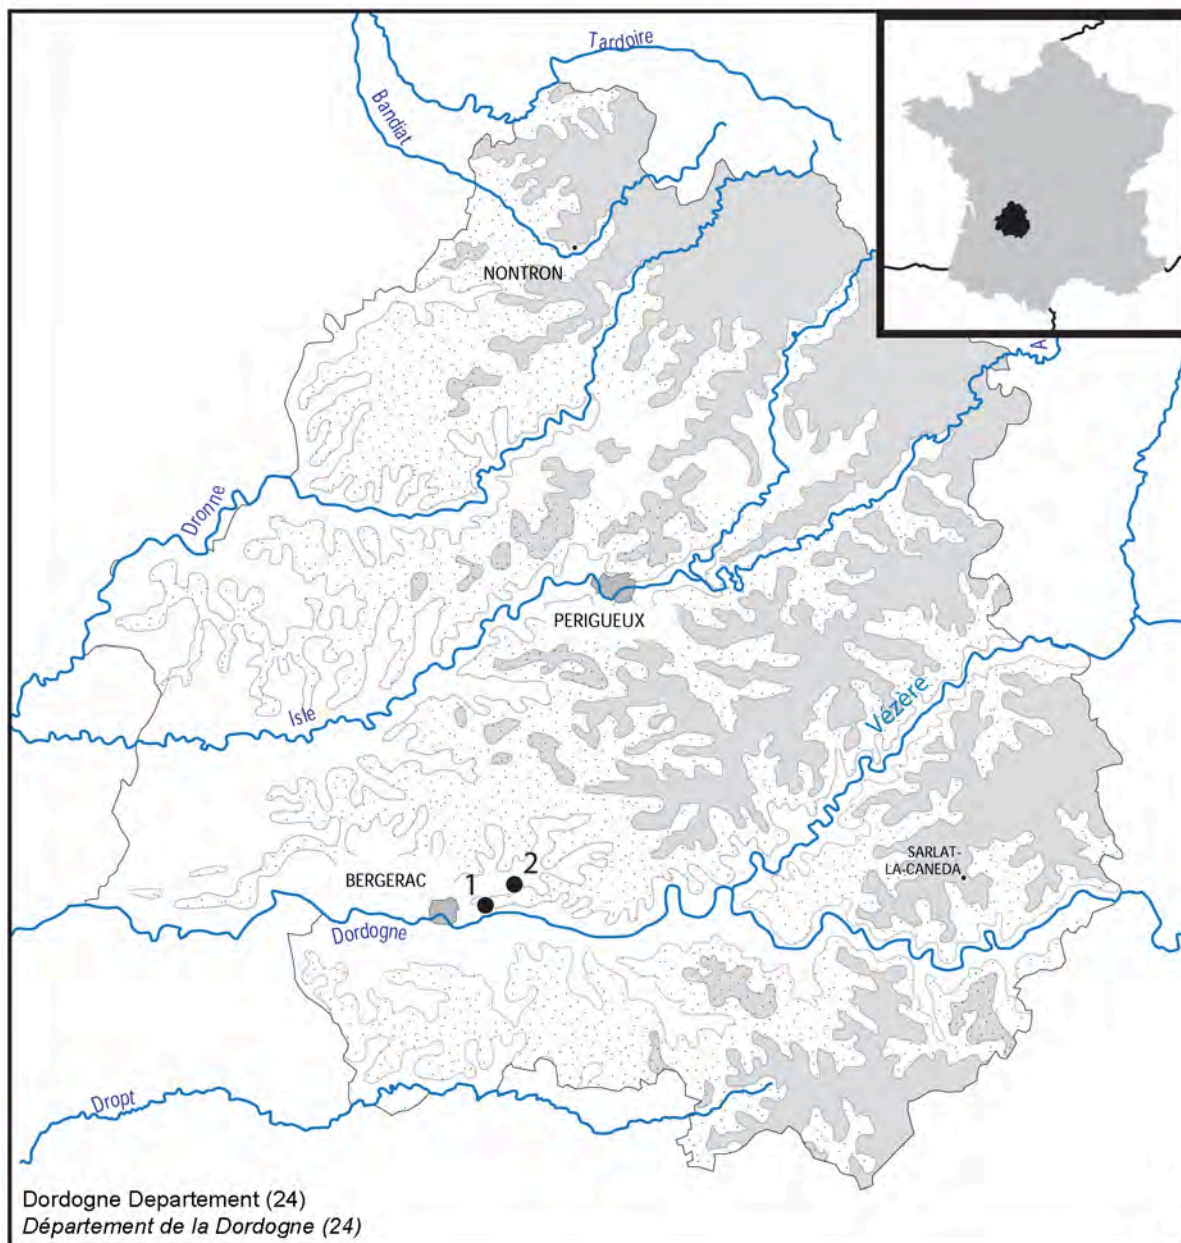 Tardoire
Bandiat
NONTRON
A
Dronne
PERIGUEUX
Isle
Vézère
SARLAT-
LA-CANEDA
BERGERAC
1
2
Dordogne
Dropt
Dordogne Departement (24)
Département de la Dordogne (24)